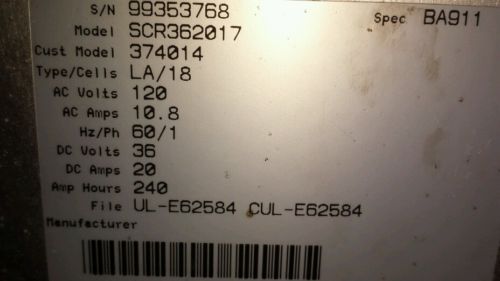 S/N 99353768 Spec BA911
Model SCR362017
Cust Model 374014
Type/Cells LA/18
AC Volts 120
AC Amps 10.8
Hz/Ph 60/1
DC Volts 36
DC Amps 20
Amp Hours 240
File UL-E62584 CUL-E62584
Manufacturer